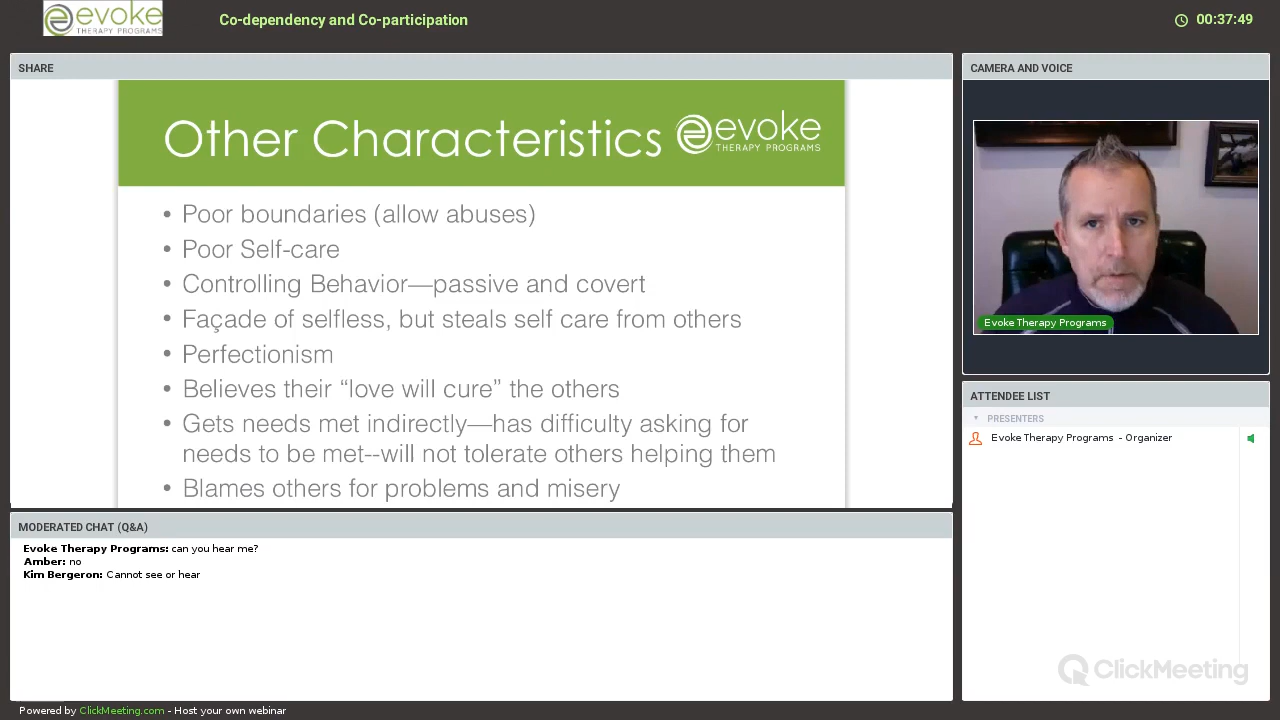 evoke
THERAPY PROGRAMS
Co-dependency and Co-participation
00:37:49
SHARE
Other Characteristics
evoke
THERAPY PROGRAMS
• Poor boundaries (allow abuses)
• Poor Self-care
• Controlling Behavior—passive and covert
• Façade of selfless, but steals self care from others
• Perfectionism
• Believes their “love will cure” the others
• Gets needs met indirectly—has difficulty asking for
needs to be met--will not tolerate others helping them
• Blames others for problems and misery
CAMERA AND VOICE
Evoke Therapy Programs
ATTENDEE LIST
PRESENTERS
Evoke Therapy Programs - Organizer
MODERATED CHAT (Q&A)
Evoke Therapy Programs: can you hear me?
Amber: no
Kim Bergeron: Cannot see or hear
ClickMeeting
Powered by ClickMeeting.com - Host your own webinar